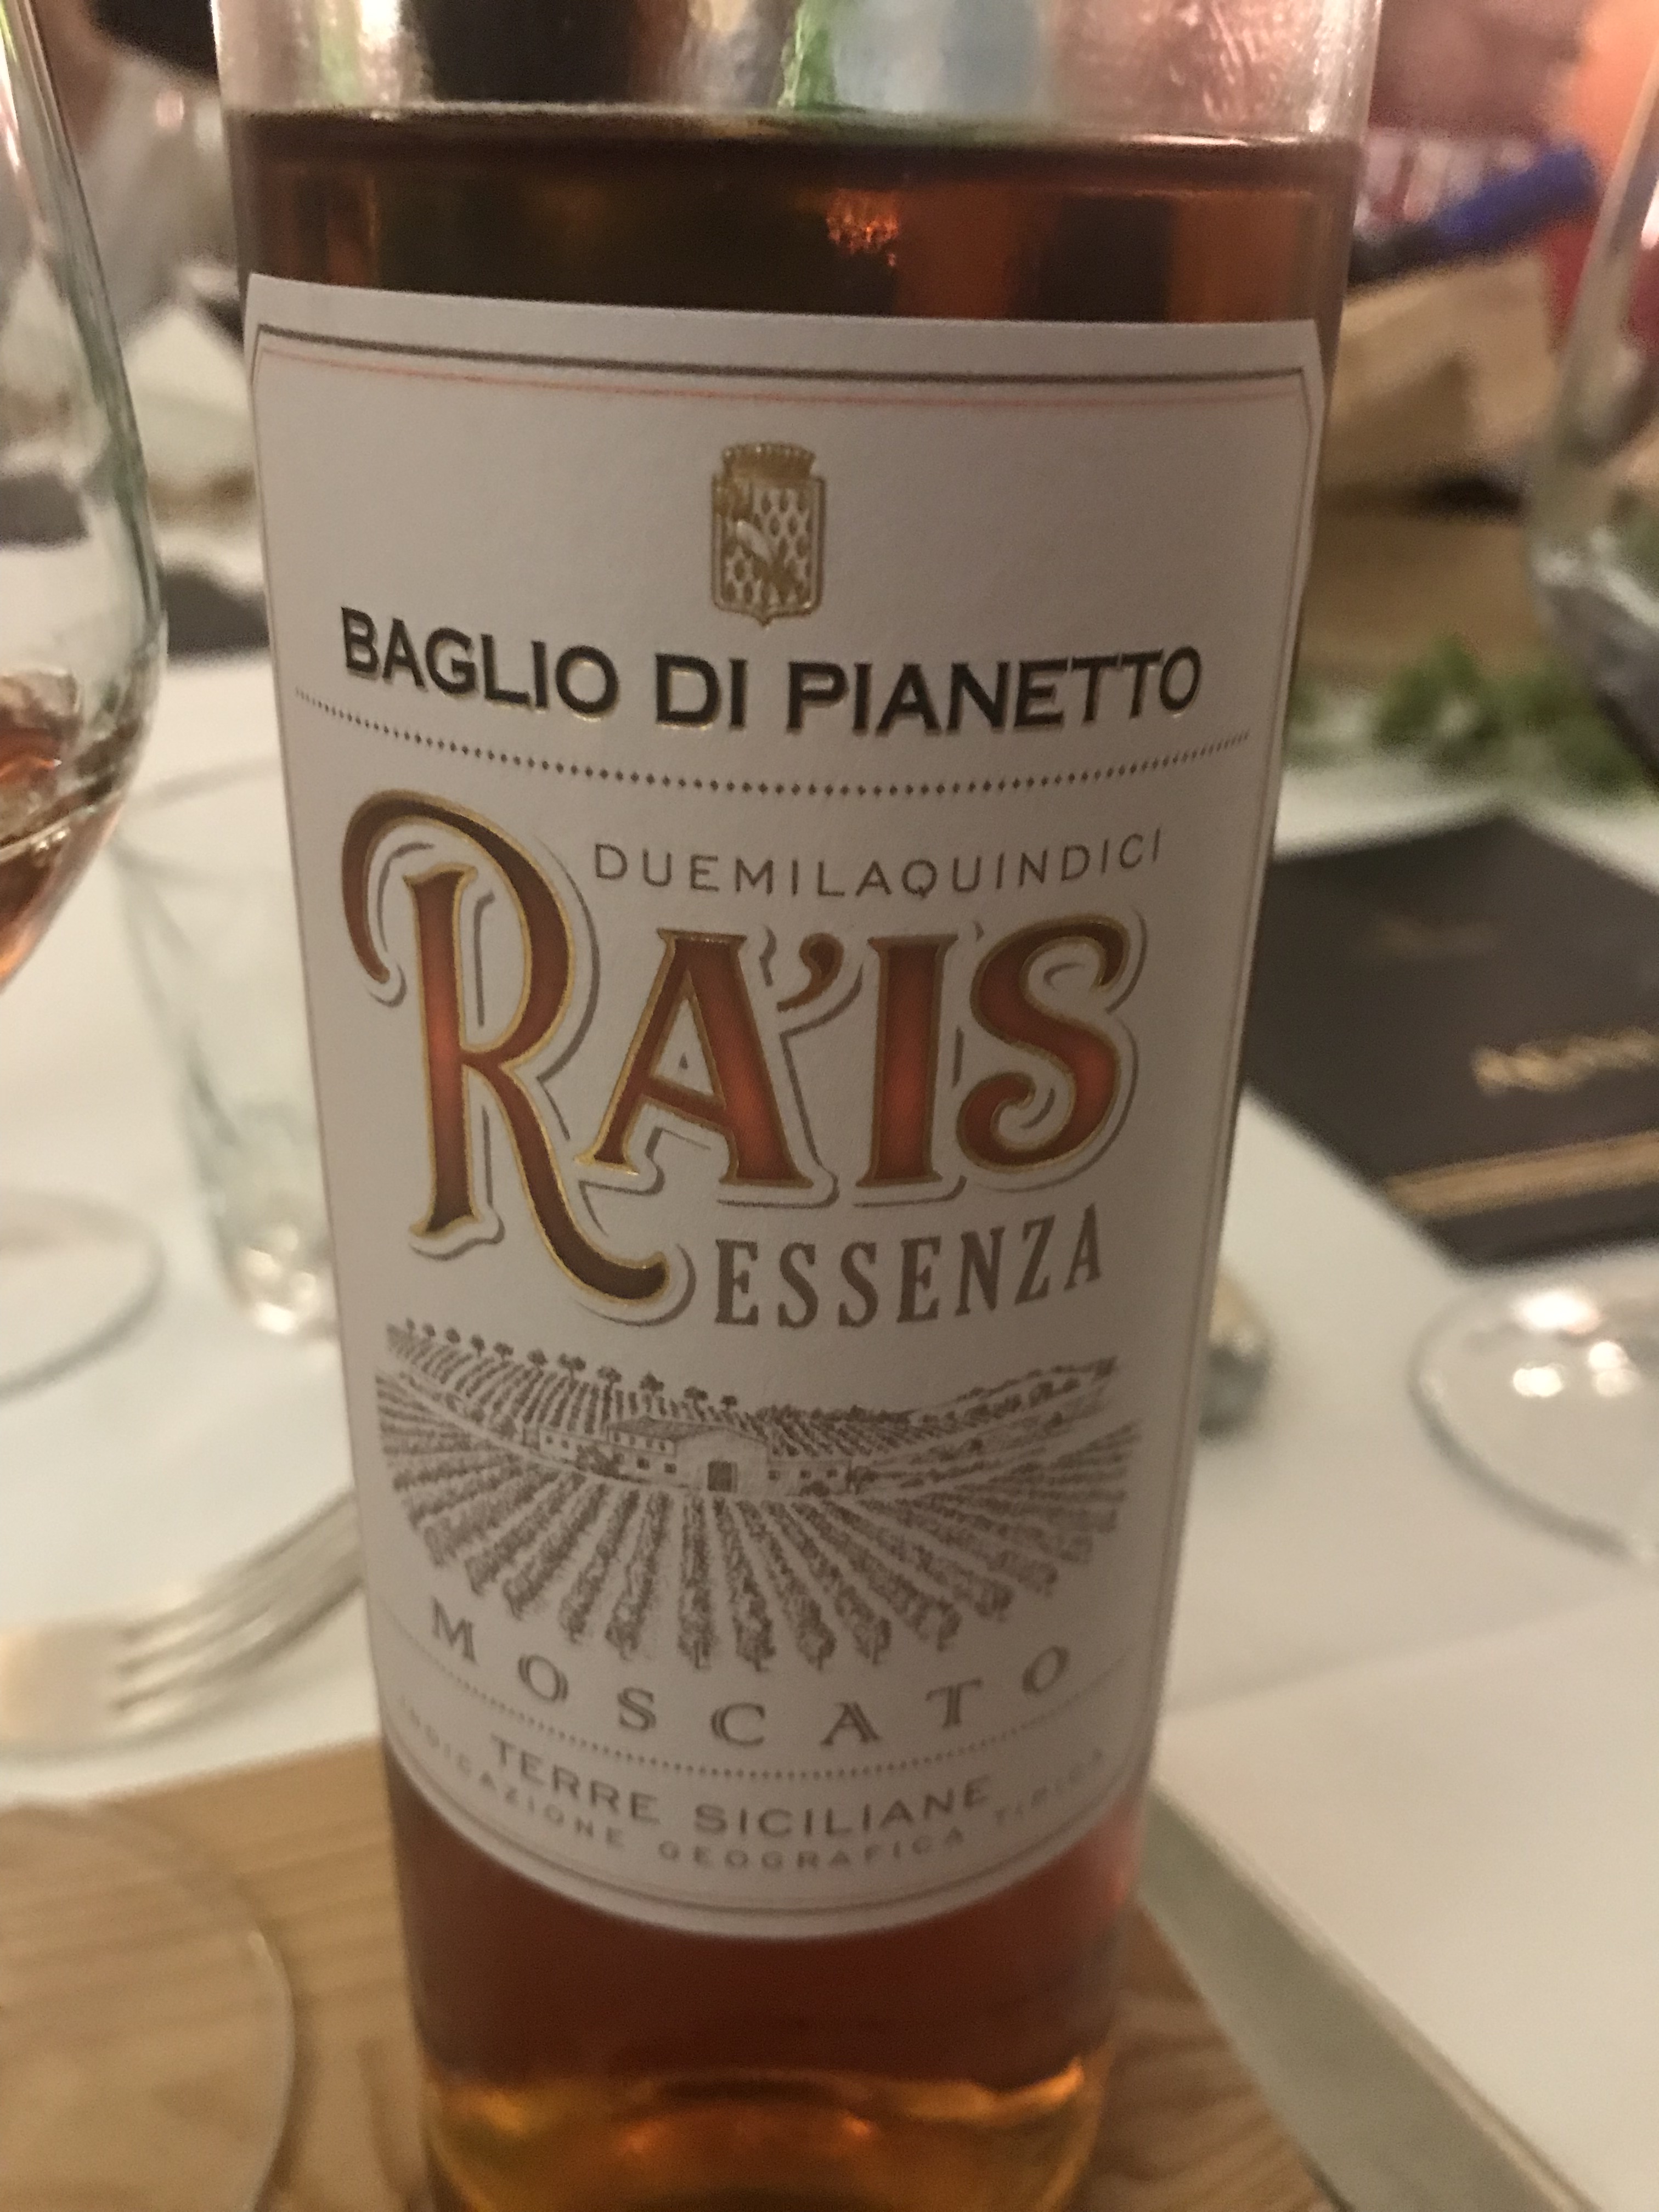 BAGLIO DI PIANETTO
DUEMILAQUINDICI
RA'IS
ESSENZA
MOSCATO
TERRE SICILIANE
INDICAZIONE GEOGRAFICA TIPICA